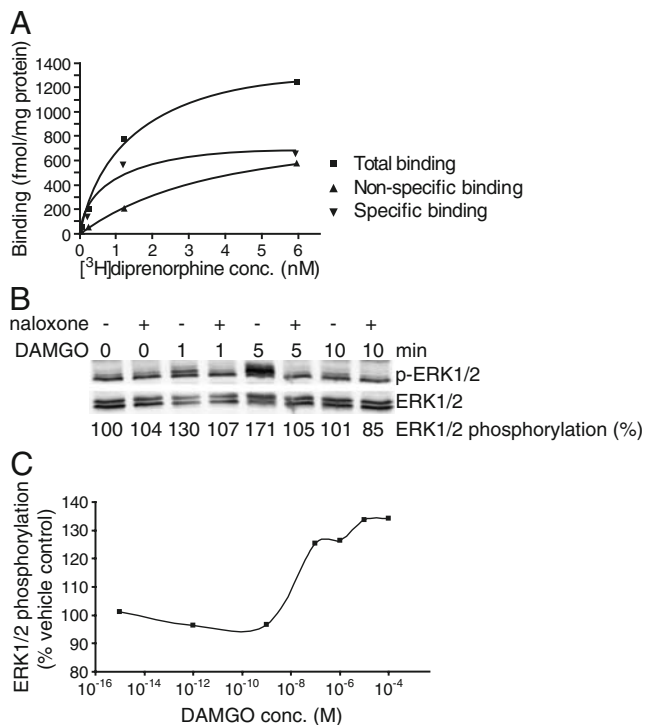 A
Binding (fmol/mg protein)
1400
1200
1000
800
600
400
200
0
0 1 2 3 4 5 6
[³H]diprenorphine conc. (nM)
Total binding
Non-specific binding
Specific binding
B
naloxone - + - + - + - +
DAMGO 0 0 1 1 5 5 10 10 min
p-ERK1/2
ERK1/2
100 104 130 107 171 105 101 85 ERK1/2 phosphorylation (%)
C
ERK1/2 phosphorylation
(% vehicle control)
140
130
120
110
100
90
80
10⁻¹⁶ 10⁻¹⁴ 10⁻¹² 10⁻¹⁰ 10⁻⁸ 10⁻⁶ 10⁻⁴
DAMGO conc. (M)